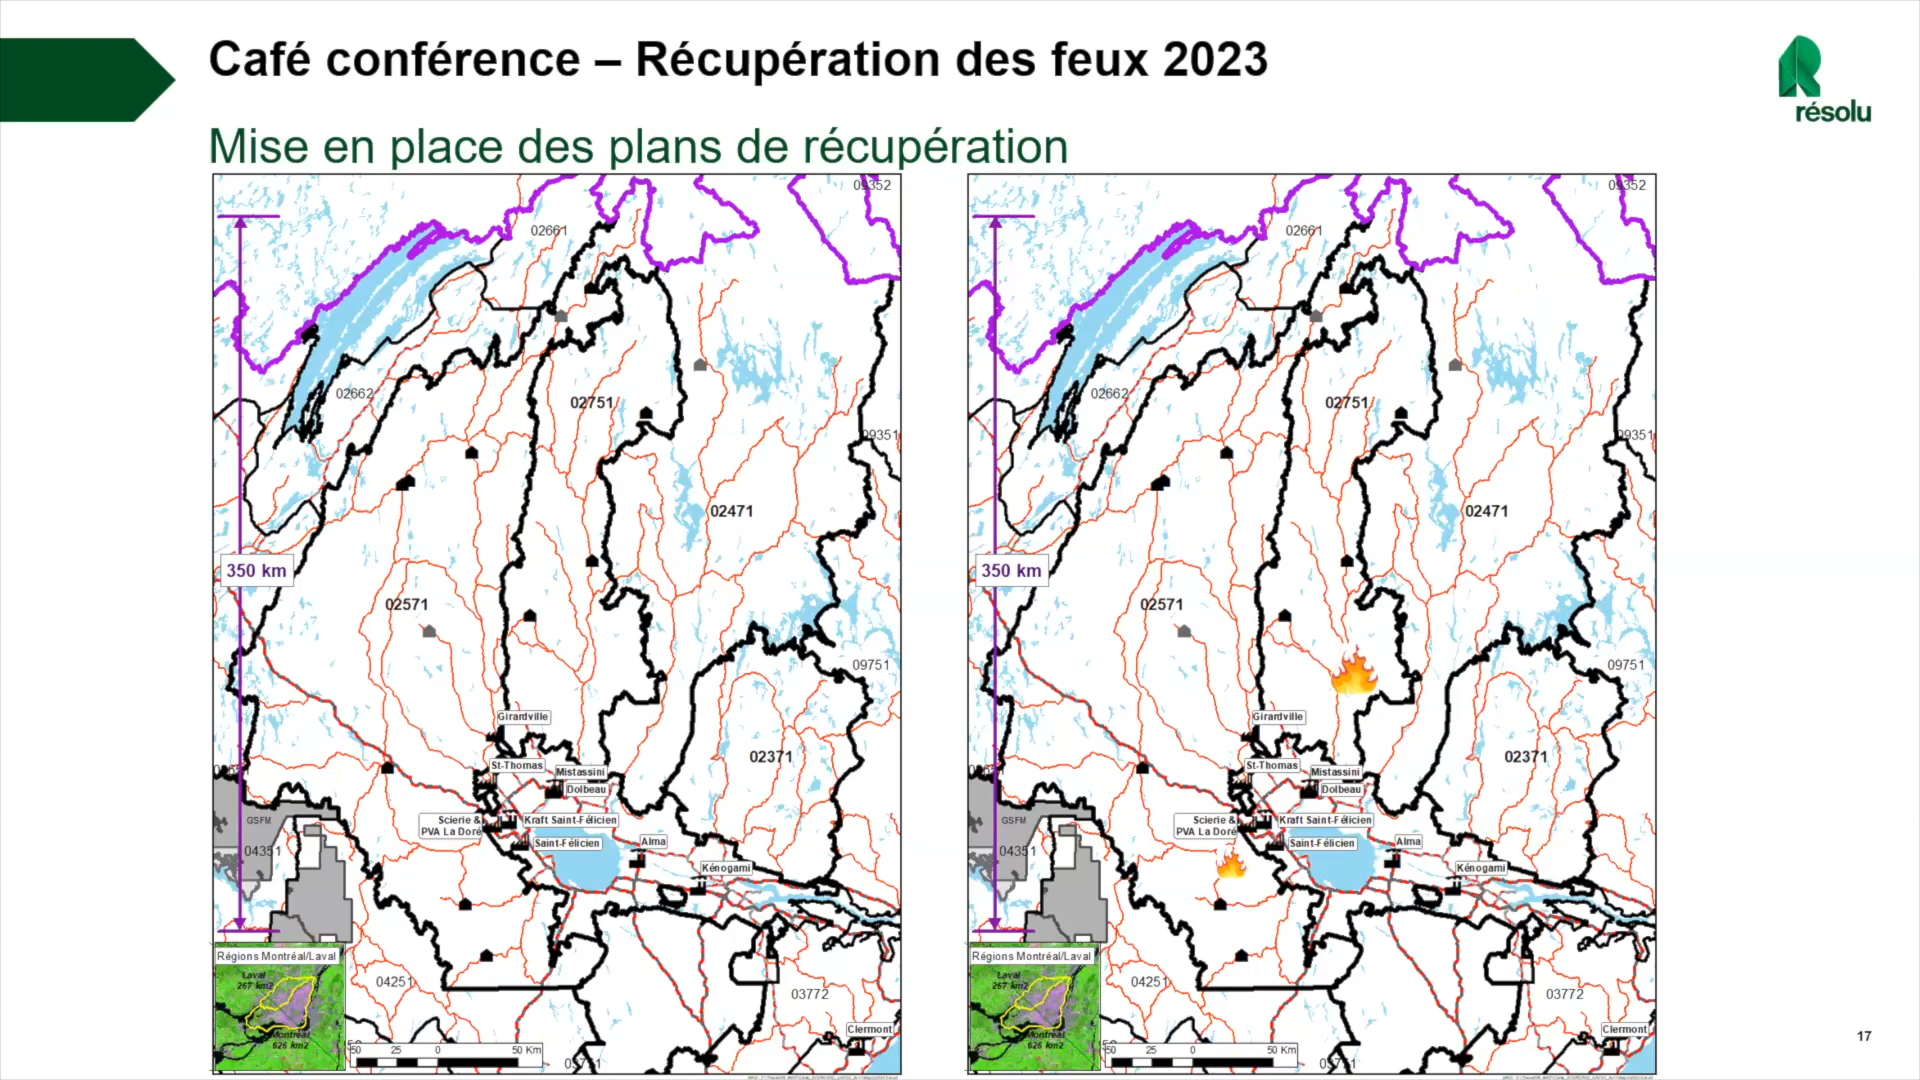 Café conférence – Récupération des feux 2023
résolu
Mise en place des plans de récupération
09352
02661
02662
02751
09351
02471
350 km
02571
09751
Girardville
02371
St-Thomas
Mistassini
Dolbeau
Scierie &
PVA La Doré
Kraft Saint-Félicien
GSFM
Saint-Félicien
Alma
04351
Kénogami
Régions Montréal/Laval
Laval
267 km2
04251
03772
Montréal
626 km2
Clermont
50 25 0 50 Km
09352
02661
02662
02751
09351
02471
350 km
02571
09751
Girardville
02371
St-Thomas
Mistassini
Dolbeau
Scierie &
PVA La Doré
Kraft Saint-Félicien
GSFM
Saint-Félicien
Alma
04351
Kénogami
Régions Montréal/Laval
Laval
267 km2
04251
03772
Montréal
626 km2
Clermont
50 25 0 50 Km
17